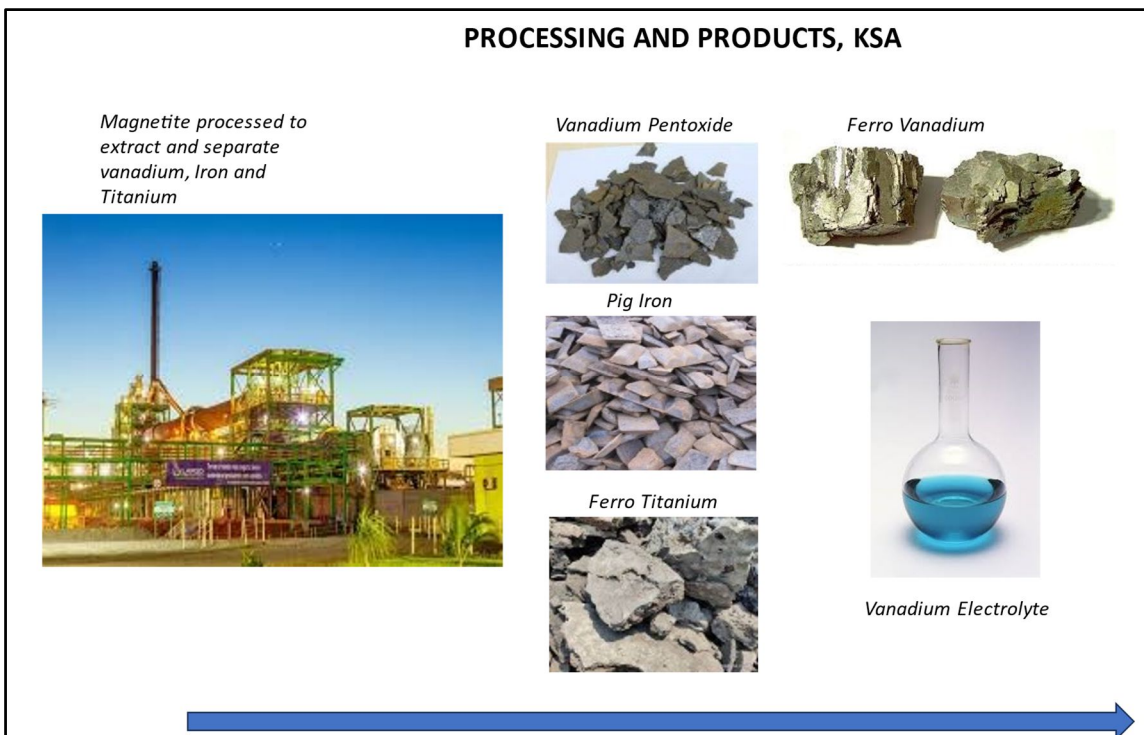 PROCESSING AND PRODUCTS, KSA
Magnetite processed to
extract and separate
vanadium, Iron and
Titanium
Vanadium Pentoxide
Ferro Vanadium
Pig Iron
Ferro Titanium
Vanadium Electrolyte
LARGO